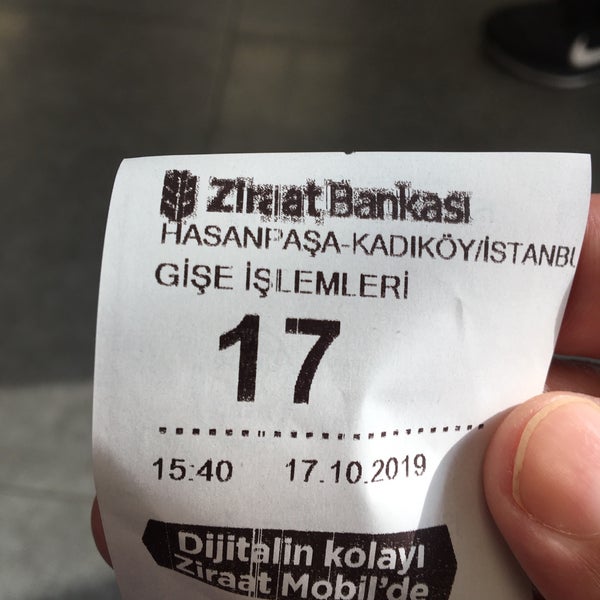 Ziraat Bankası
HASANPAŞA-KADIKÖY/İSTANBU
GİŞE İŞLEMLERİ
17
15:40 17.10.2019
Dijitalin kolayı
Ziraat Mobil'de